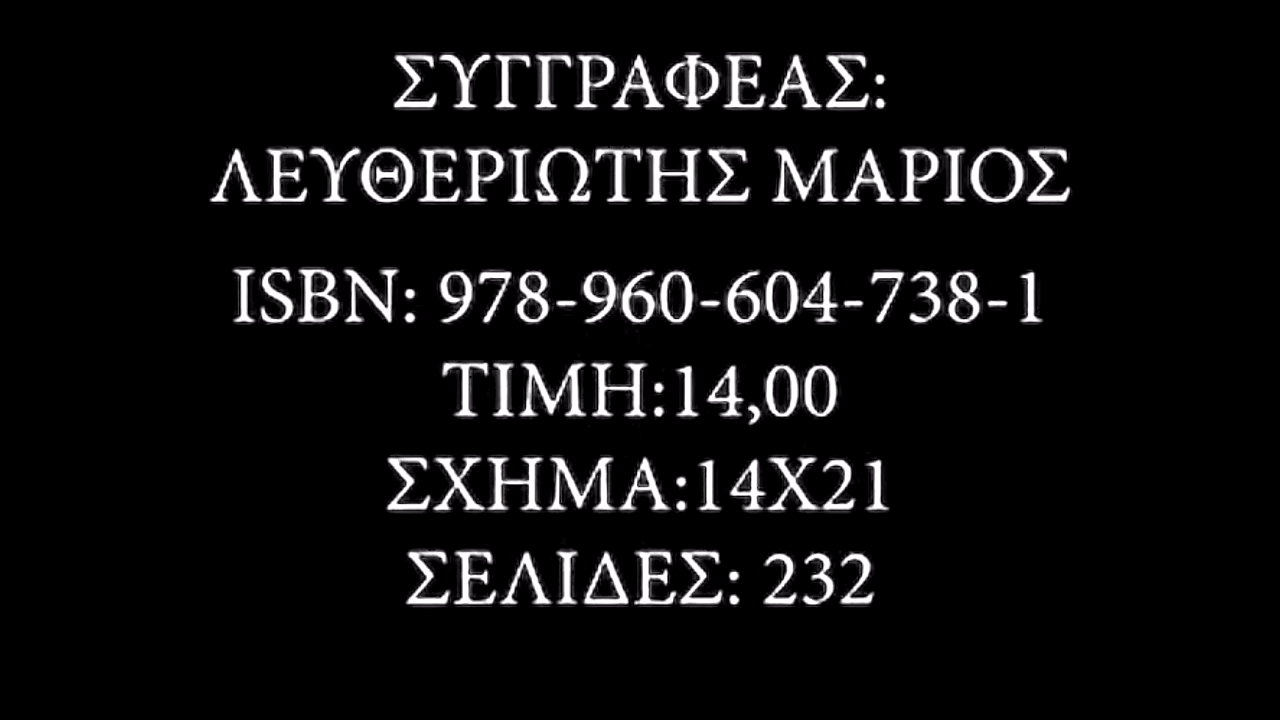 ΣΥΓΓΡΑΦΕΑΣ:
ΛΕΥΘΕΡΙΩΤΗΣ ΜΑΡΙΟΣ
ISBN: 978-960-604-738-1
ΤΙΜΗ:14,00
ΣΧΗΜΑ:14Χ21
ΣΕΛΙΔΕΣ: 232